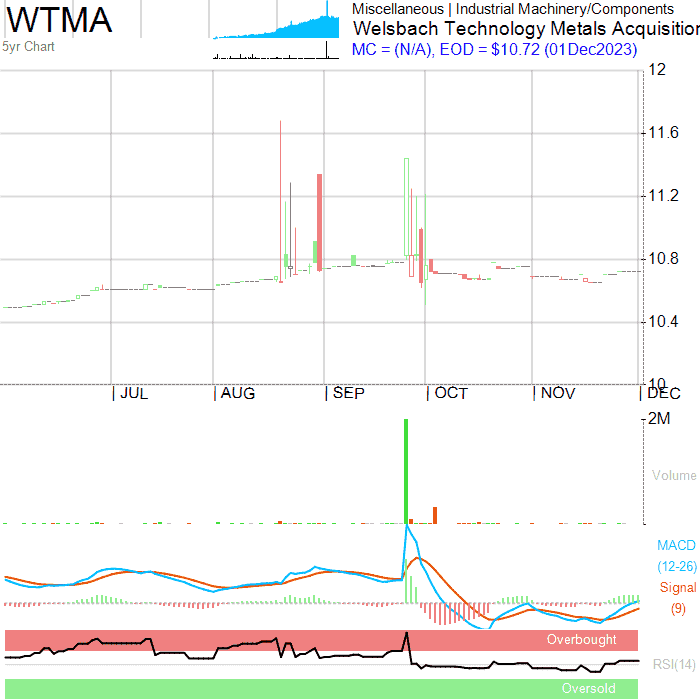 WTMA
5yr Chart
Miscellaneous | Industrial Machinery/Components
Welsbach Technology Metals Acquisition
MC = (N/A), EOD = $10.72 (01Dec2023)
12
11.6
11.2
10.8
10.4
10
JUL AUG SEP OCT NOV DEC
2M
Volume
MACD
(12-26)
Signal
(9)
Overbought
RSI(14)
Oversold